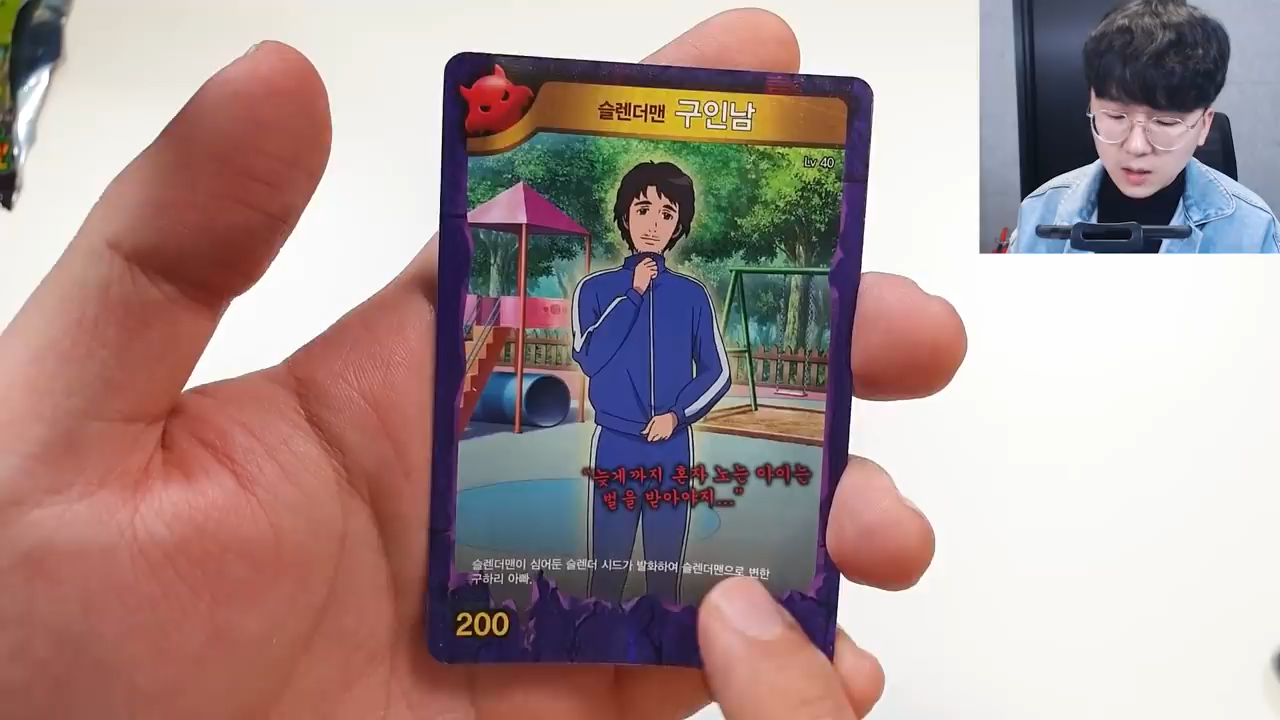 슬렌더맨 구인남
Lv 40
"늦게까지 혼자 노는 아이는
벌을 받아야지..."
슬렌더맨이 심어둔 슬렌더 시드가 발화하여 슬렌더맨으로 변한
구하리 아빠.
200